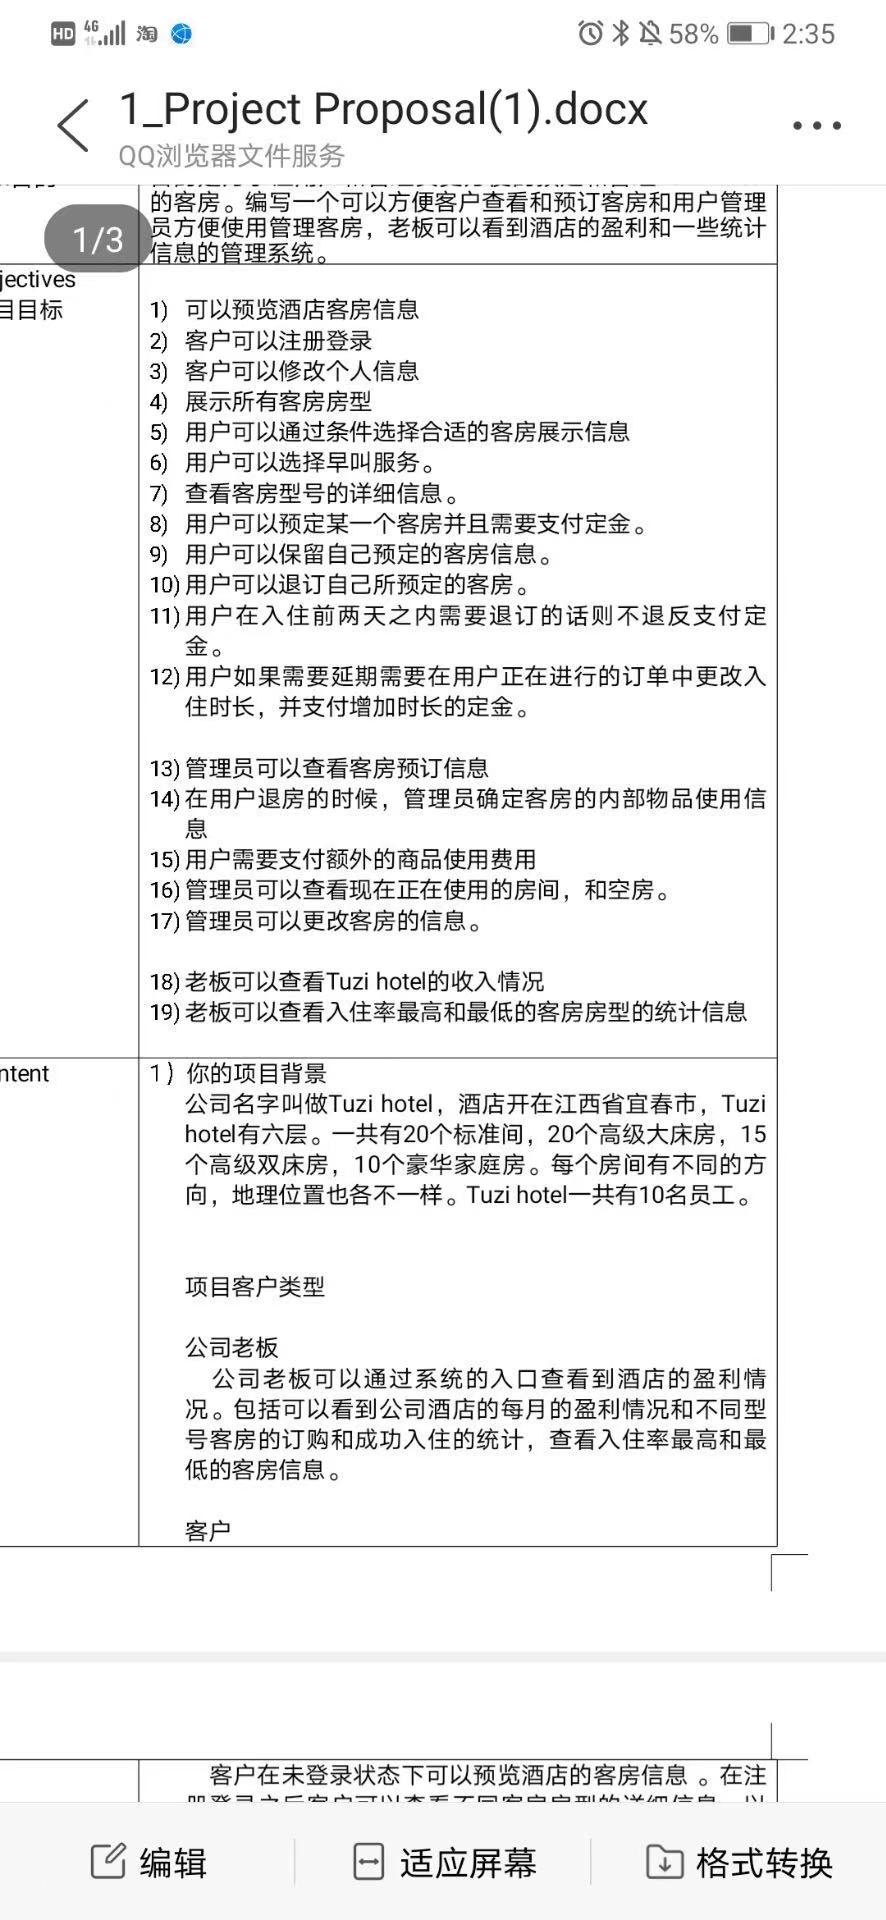 HD 4G 淘 58% 2:35
1_Project Proposal(1).docx
QQ浏览器文件服务
的客房。编写一个可以方便客户查看和预订客房和用户管理
1/3
员方便使用管理客房，老板可以看到酒店的盈利和一些统计
信息的管理系统。
jectives
目目标
1) 可以预览酒店客房信息
2) 客户可以注册登录
3) 客户可以修改个人信息
4) 展示所有客房房型
5) 用户可以通过条件选择合适的客房展示信息
6) 用户可以选择早叫服务。
7) 查看客房型号的详细信息。
8) 用户可以预定某一个客房并且需要支付定金。
9) 用户可以保留自己预定的客房信息。
10)用户可以退订自己所预定的客房。
11)用户在入住前两天之内需要退订的话则不退反支付定
金。
12)用户如果需要延期需要在用户正在进行的订单中更改入
住时长，并支付增加时长的定金。
13)管理员可以查看客房预订信息
14)在用户退房的时候，管理员确定客房的内部物品使用信
息
15)用户需要支付额外的商品使用费用
16)管理员可以查看现在正在使用的房间，和空房。
17)管理员可以更改客房的信息。
18)老板可以查看Tuzi hotel的收入情况
19)老板可以查看入住率最高和最低的客房房型的统计信息
ntent
1）你的项目背景
公司名字叫做Tuzi hotel，酒店开在江西省宜春市，Tuzi
hotel有六层。一共有20个标准间，20个高级大床房，15
个高级双床房，10个豪华家庭房。每个房间有不同的方
向，地理位置也各不一样。Tuzi hotel一共有10名员工。
项目客户类型
公司老板
公司老板可以通过系统的入口查看到酒店的盈利情
况。包括可以看到公司酒店的每月的盈利情况和不同型
号客房的订购和成功入住的统计，查看入住率最高和最
低的客房信息。
客户
客户在未登录状态下可以预览酒店的客房信息 。在注
编辑
适应屏幕
格式转换